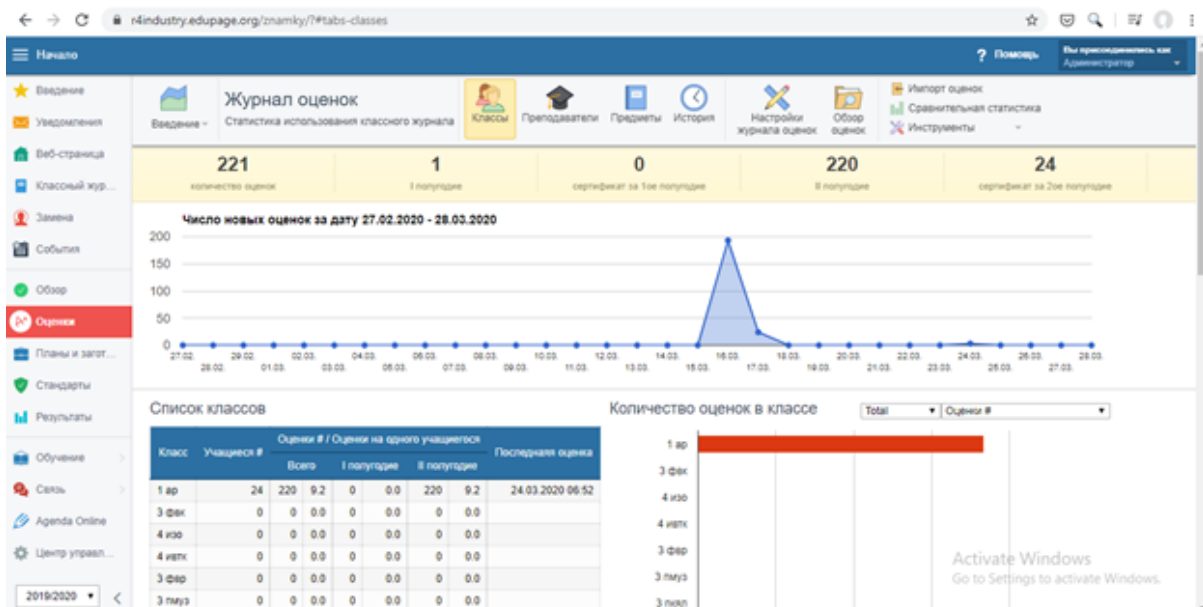 r4industry.edupage.org/znamky/?#tabs-classes
Начало
? Помощь
Вы присоединились как
Администратор
Введение
Уведомления
Веб-страница
Классный жур...
Замена
События
Обзор
Оценки
Планы и загот...
Стандарты
Результаты
Обучение
Связь
Agenda Online
Центр управл...
2019/2020
Введение
Журнал оценок
Статистика использования классного журнала
Классы
Преподаватели
Предметы
История
Настройки
журнала оценок
Обзор
оценок
Импорт оценок
Сравнительная статистика
Инструменты
221
количество оценок
1
I полугодие
0
сертификат за 1ое полугодие
220
II полугодие
24
сертификат за 2ое полугодие
Число новых оценок за дату 27.02.2020 - 28.03.2020
200
150
100
50
0
27.02. 29.02. 02.03. 04.03. 06.03. 08.03. 10.03. 12.03. 14.03. 16.03. 18.03. 20.03. 22.03. 24.03. 26.03. 28.03.
28.02. 01.03. 03.03. 05.03. 07.03. 09.03. 11.03. 13.03. 15.03. 17.03. 19.03. 21.03. 23.03. 25.03. 27.03.
Список классов
Класс Учащиеся # Оценки # / Оценки на одного учащегося Последняя оценка
Всего I полугодие II полугодие
1 ар 24 220 9.2 0 0.0 220 9.2 24.03.2020 06:52
3 фвк 0 0 0.0 0 0.0 0 0.0
4 изо 0 0 0.0 0 0.0 0 0.0
4 ивтк 0 0 0.0 0 0.0 0 0.0
3 фвр 0 0 0.0 0 0.0 0 0.0
3 пмуз 0 0 0.0 0 0.0 0 0.0
Количество оценок в классе
Total
Оценки #
1 ар
3 фвк
4 изо
4 ивтк
3 фвр
3 пмуз
Activate Windows
Go to Settings to activate Windows.